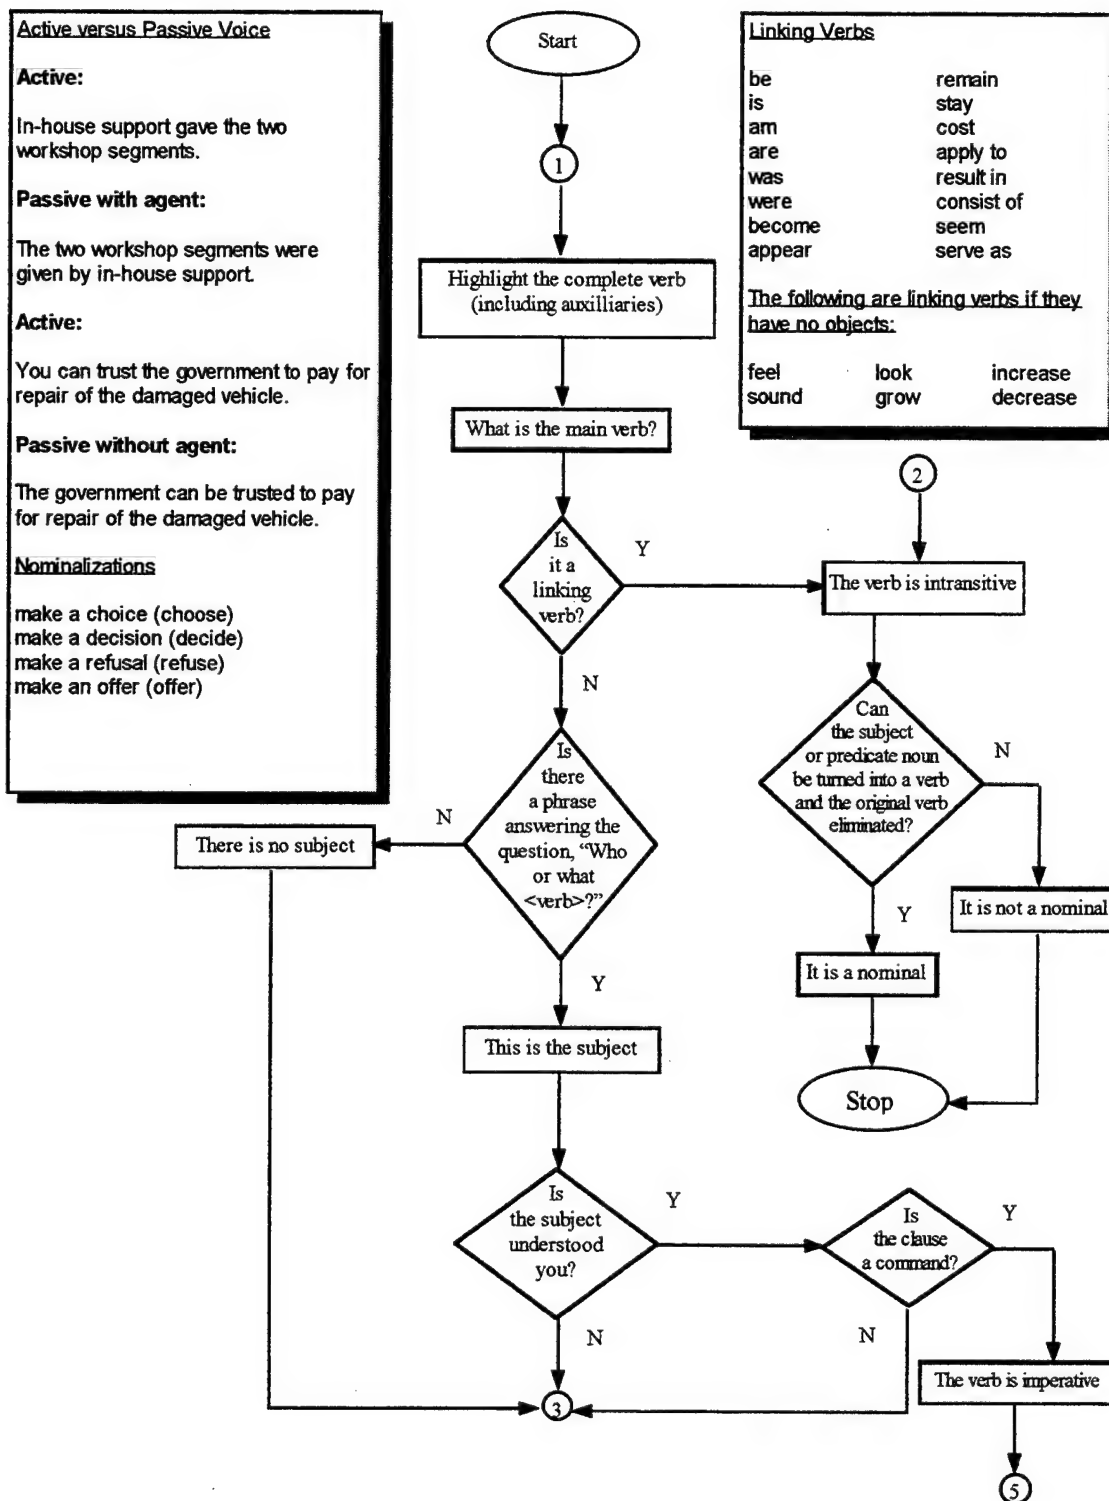 Active versus Passive Voice
Active:
In-house support gave the two
workshop segments.
Passive with agent:
The two workshop segments were
given by in-house support.
Active:
You can trust the government to pay for
repair of the damaged vehicle.
Passive without agent:
The government can be trusted to pay
for repair of the damaged vehicle.
Nominalizations
make a choice (choose)
make a decision (decide)
make a refusal (refuse)
make an offer (offer)
Linking Verbs
be remain
is stay
am cost
are apply to
was result in
were consist of
become seem
appear serve as
The following are linking verbs if they
have no objects:
feel look increase
sound grow decrease
Start
1
Highlight the complete verb
(including auxilliaries)
What is the main verb?
Is
it a
linking
verb?
Y
N
2
The verb is intransitive
Can
the subject
or predicate noun
be turned into a verb
and the original verb
eliminated?
N
Y
It is not a nominal
It is a nominal
Stop
Is
there
a phrase
answering the
question, “Who
or what
<verb>?”
N
There is no subject
Y
This is the subject
Is
the subject
understood
you?
Y
N
Is
the clause
a command?
Y
N
The verb is imperative
3
5